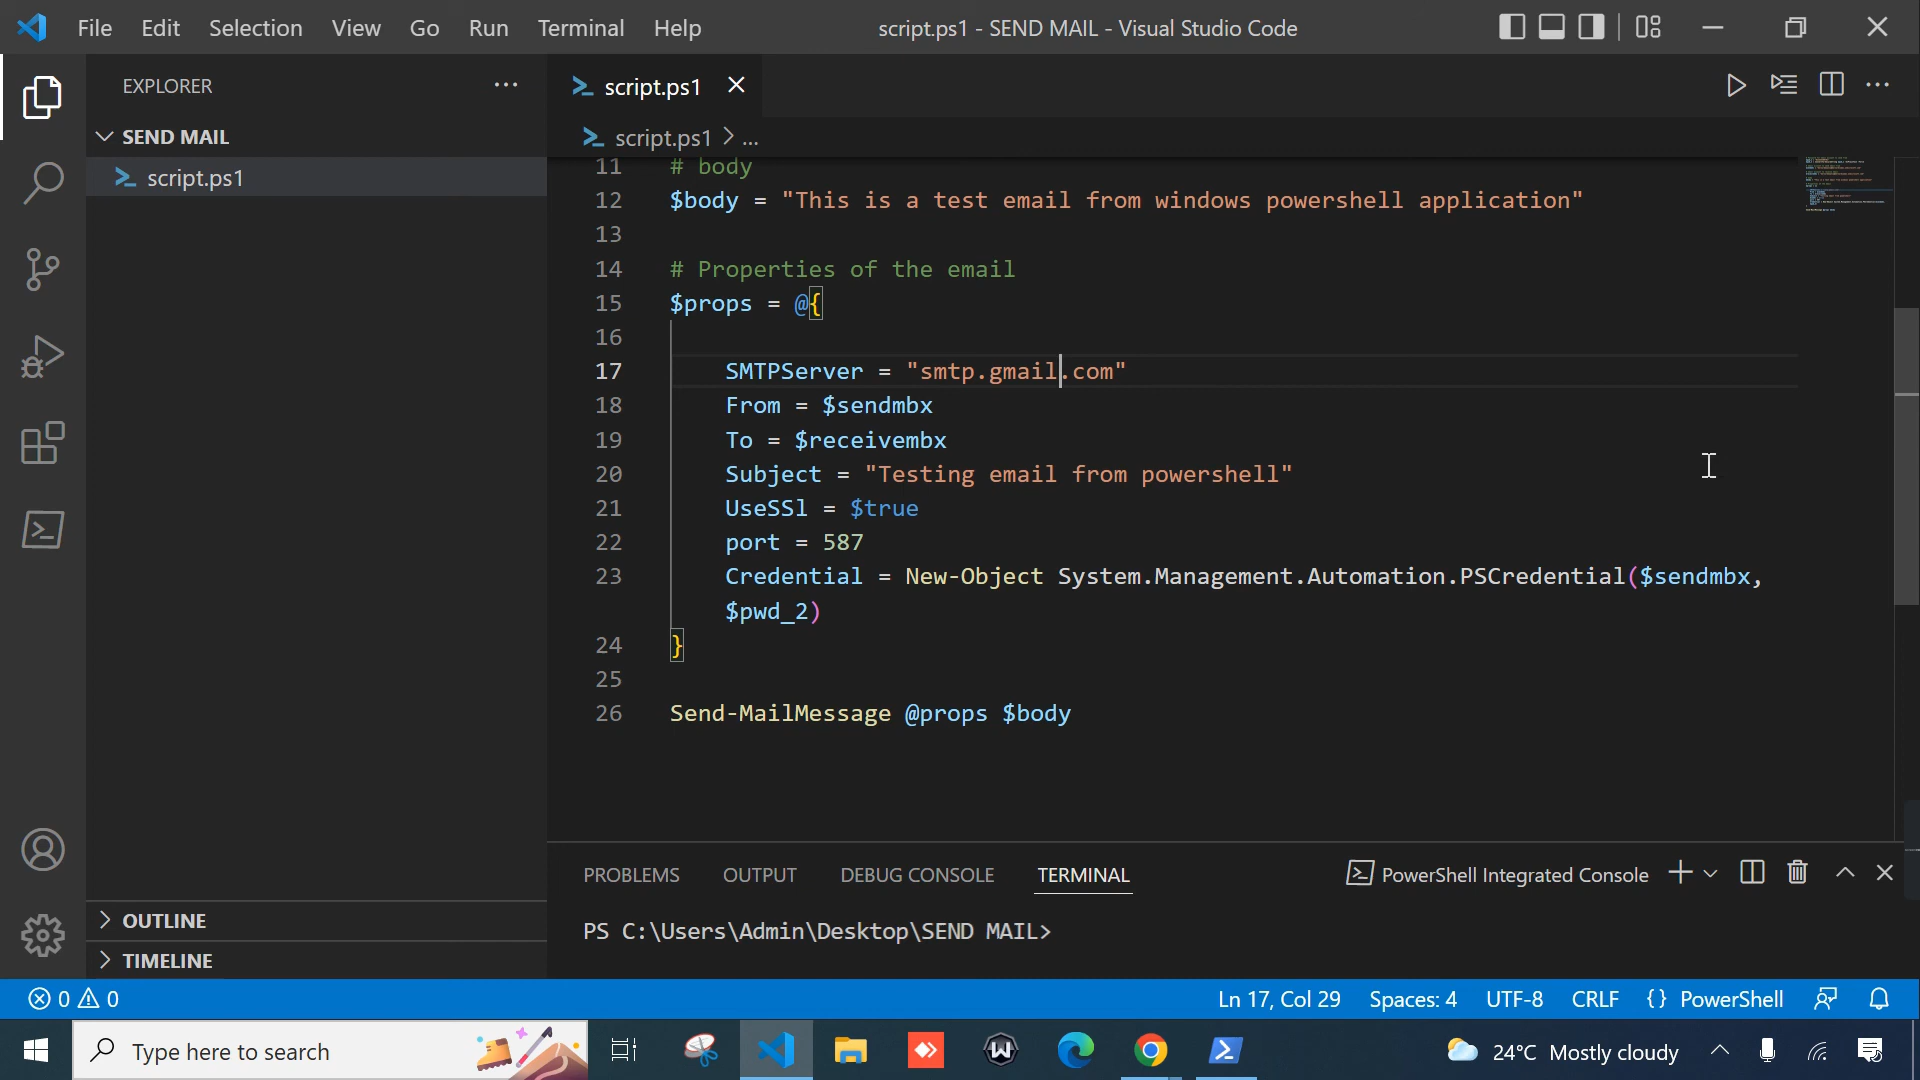 File Edit Selection View Go Run Terminal Help
script.ps1 - SEND MAIL - Visual Studio Code
EXPLORER
SEND MAIL
script.ps1
OUTLINE
TIMELINE
script.ps1
script.ps1 > ...
11 # body
12 $body = "This is a test email from windows powershell application"
13
14 # Properties of the email
15 $props = @{
16
17 SMTPServer = "smtp.gmail.com"
18 From = $sendmbx
19 To = $receivembx
20 Subject = "Testing email from powershell"
21 UseSSl = $true
22 port = 587
23 Credential = New-Object System.Management.Automation.PSCredential($sendmbx,
$pwd_2)
24 }
25
26 Send-MailMessage @props $body
PROBLEMS OUTPUT DEBUG CONSOLE TERMINAL
PowerShell Integrated Console
PS C:\Users\Admin\Desktop\SEND MAIL>
0 0
Ln 17, Col 29 Spaces: 4 UTF-8 CRLF {} PowerShell
Type here to search
24°C Mostly cloudy